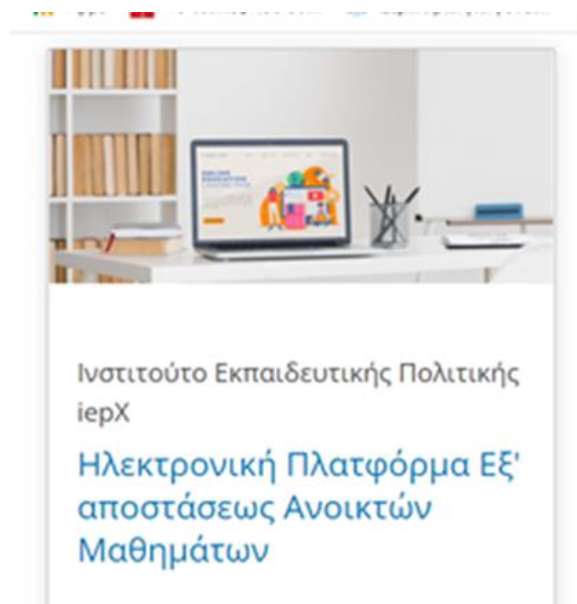 Ινστιτούτο Εκπαιδευτικής Πολιτικής
iepX
Ηλεκτρονική Πλατφόρμα Εξ'
αποστάσεως Ανοικτών
Μαθημάτων